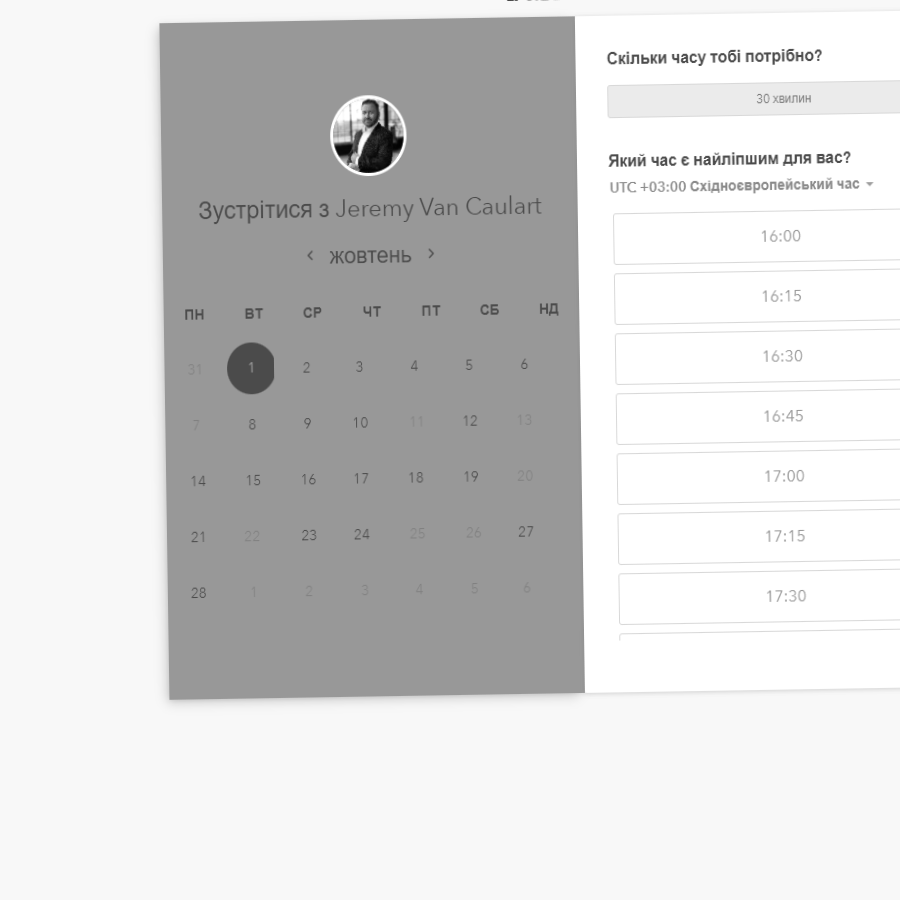 Зустрітися з Jeremy Van Caulart
‹ жовтень ›
ПН ВТ СР ЧТ ПТ СБ НД
31 1 2 3 4 5 6
7 8 9 10 11 12 13
14 15 16 17 18 19 20
21 22 23 24 25 26 27
28 1 2 3 4 5 6
Скільки часу тобі потрібно?
30 хвилин
Який час є найліпшим для вас?
UTC +03:00 Східноєвропейський час
16:00
16:15
16:30
16:45
17:00
17:15
17:30